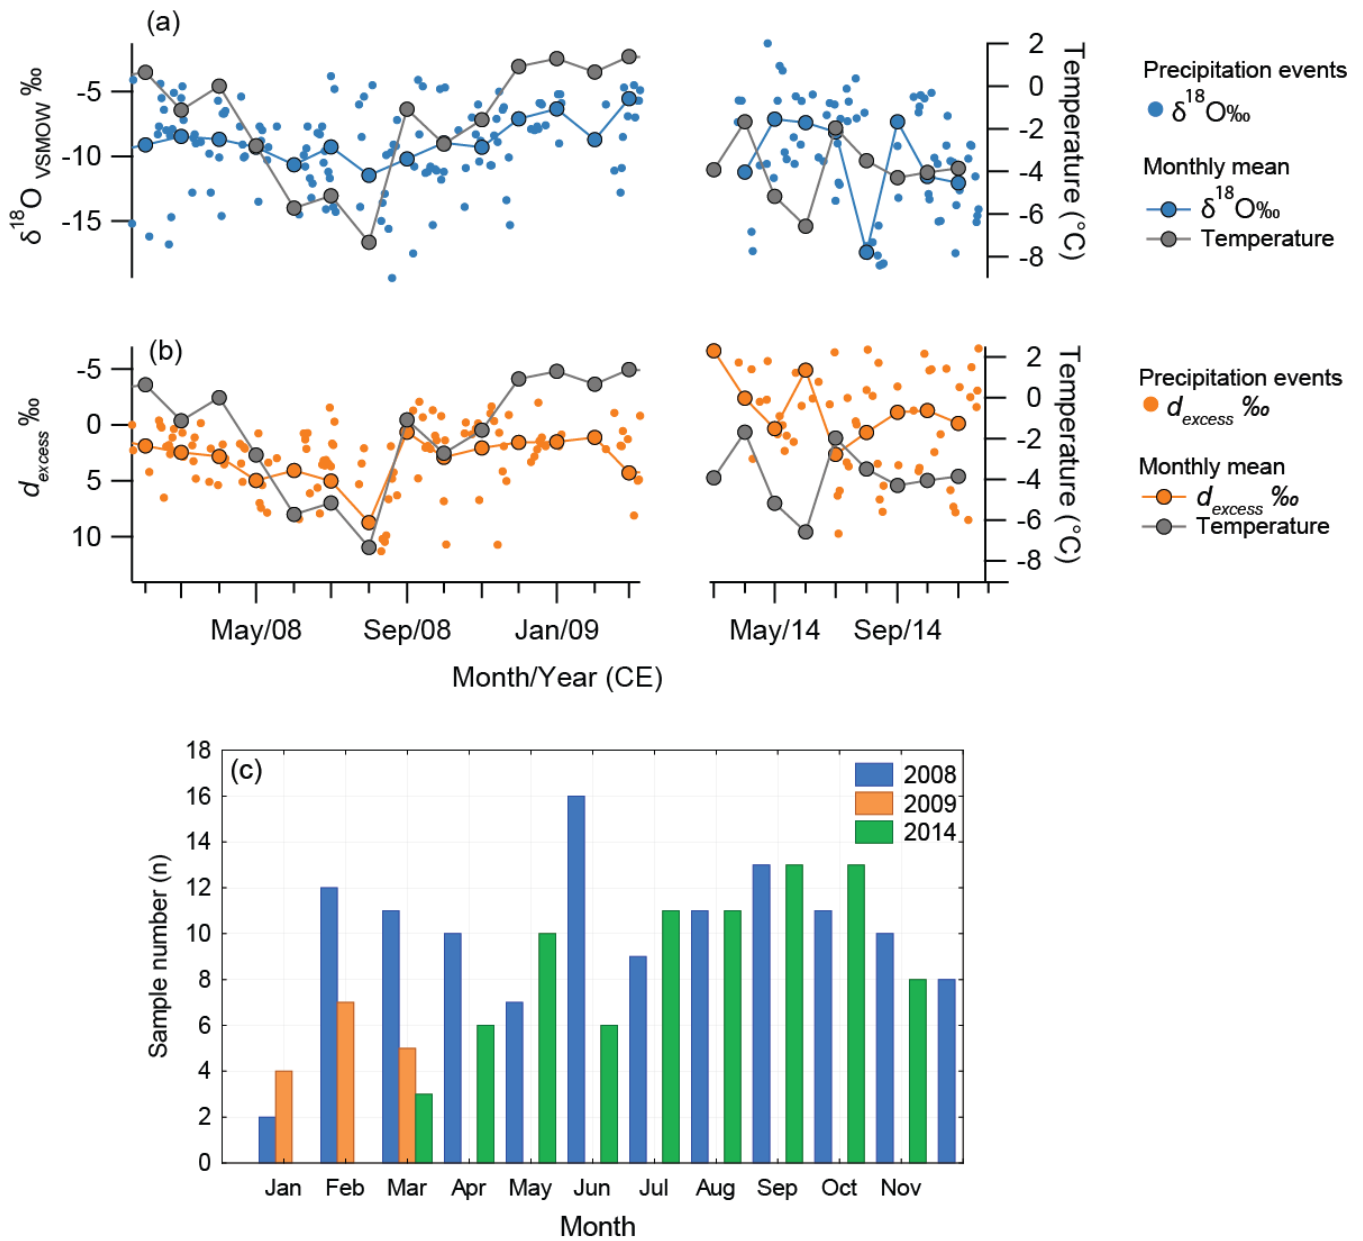 (a)
δ18O VSMOW ‰
-5
-10
-15
2
0
-2
-4
-6
-8
Temperature (°C)
Precipitation events
δ18O‰
Monthly mean
δ18O‰
Temperature
(b)
dexcess ‰
-5
0
5
10
2
0
-2
-4
-6
-8
Temperature (°C)
Precipitation events
dexcess ‰
Monthly mean
dexcess ‰
Temperature
May/08 Sep/08 Jan/09 May/14 Sep/14
Month/Year (CE)
(c)
2008
2009
2014
Sample number (n)
18
16
14
12
10
8
6
4
2
0
Jan Feb Mar Apr May Jun Jul Aug Sep Oct Nov
Month